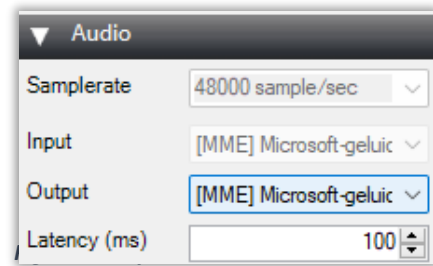 Audio
Samplerate 48000 sample/sec
Input [MME] Microsoft-geluic
Output [MME] Microsoft-geluic
Latency (ms) 100